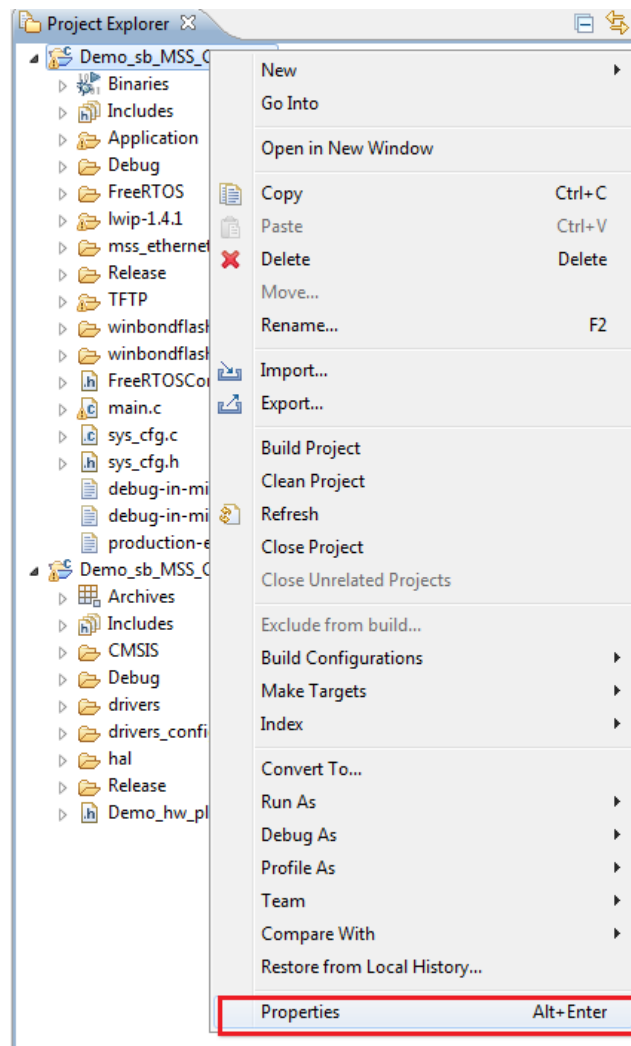 Project Explorer
Demo_sb_MSS_C
Binaries
Includes
Application
Debug
FreeRTOS
lwip-1.4.1
mss_ethernet
Release
TFTP
winbondflash
winbondflash
FreeRTOSCon
main.c
sys_cfg.c
sys_cfg.h
debug-in-mi
debug-in-mi
production-e
Demo_sb_MSS_C
Archives
Includes
CMSIS
Debug
drivers
drivers_confi
hal
Release
Demo_hw_pl
New
Go Into
Open in New Window
Copy Ctrl+C
Paste Ctrl+V
Delete Delete
Move...
Rename... F2
Import...
Export...
Build Project
Clean Project
Refresh
Close Project
Close Unrelated Projects
Exclude from build...
Build Configurations
Make Targets
Index
Convert To...
Run As
Debug As
Profile As
Team
Compare With
Restore from Local History...
Properties Alt+Enter